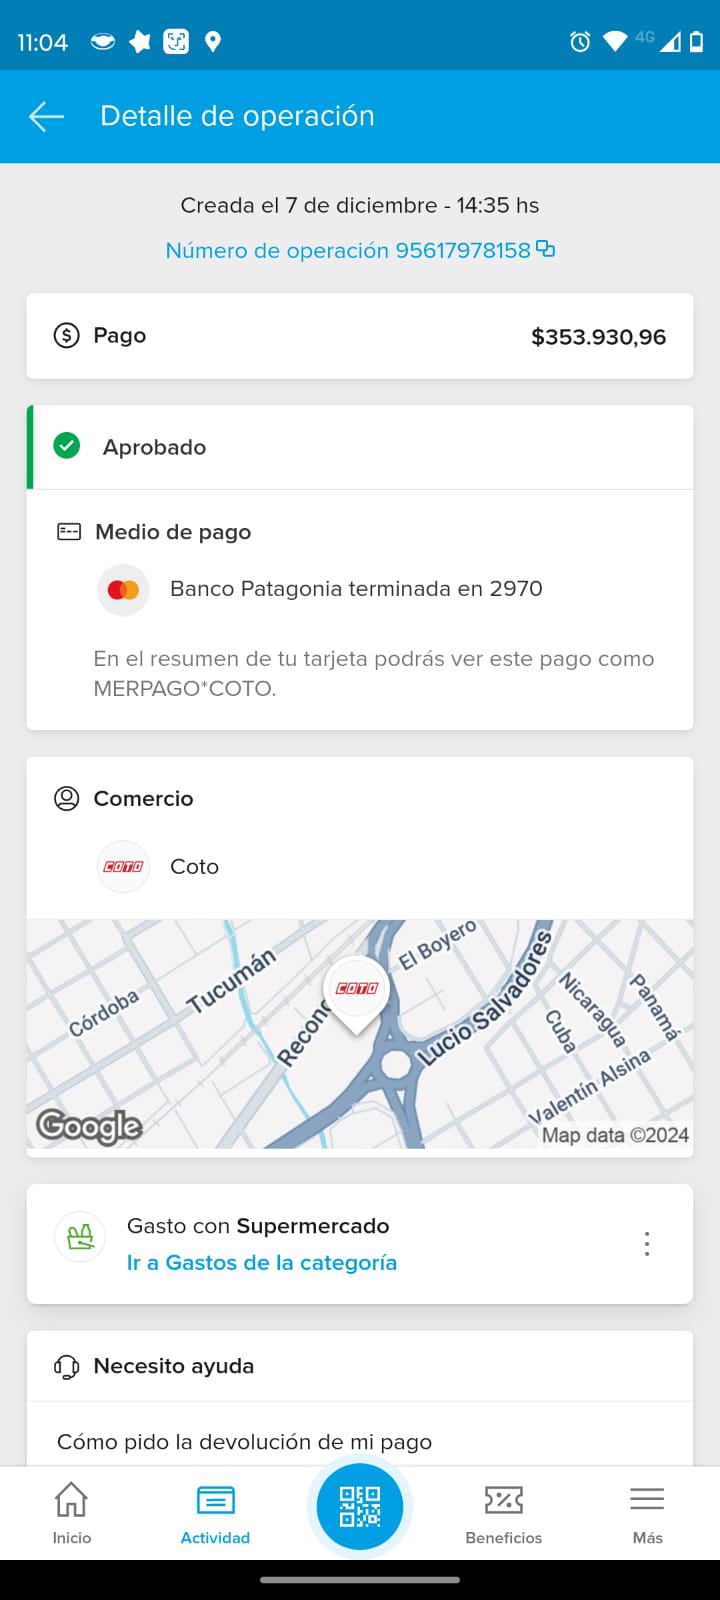 11:04
4G
Detalle de operación
Creada el 7 de diciembre - 14:35 hs
Número de operación 95617978158
Pago
$353.930,96
Aprobado
Medio de pago
Banco Patagonia terminada en 2970
En el resumen de tu tarjeta podrás ver este pago como
MERPAGO*COTO.
Comercio
COTO
Coto
Córdoba
Tucumán
Recono
COTO
El Boyero
Lucio Salvadores
Nicaragua
Cuba
Panamá
Valentín Alsina
Google
Map data ©2024
Gasto con Supermercado
Ir a Gastos de la categoría
Necesito ayuda
Cómo pido la devolución de mi pago
Inicio
Actividad
Beneficios
Más